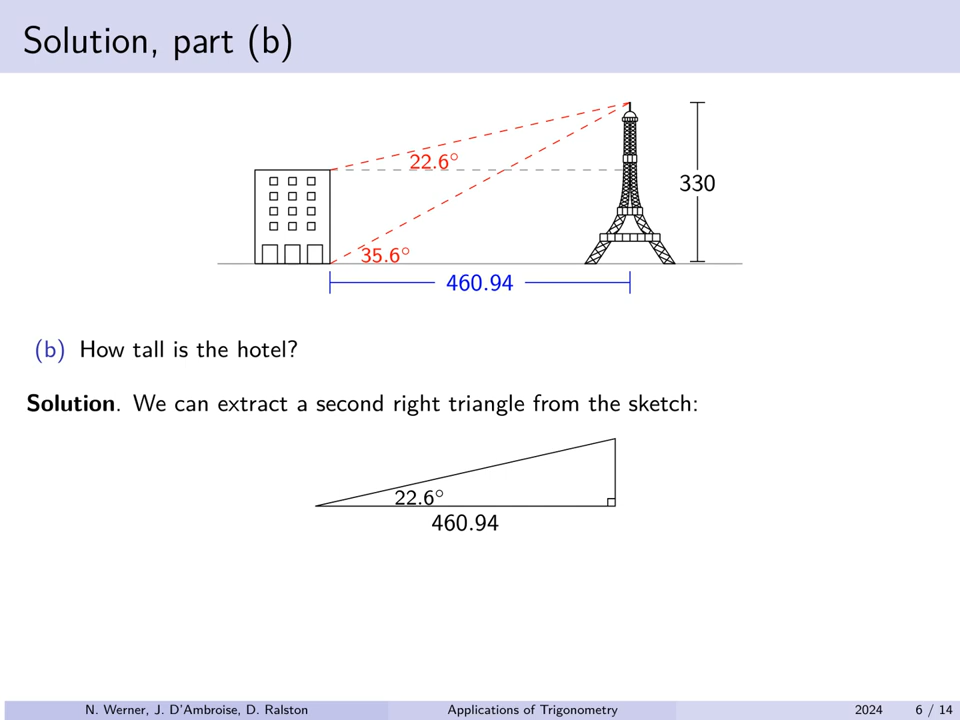 Solution, part (b)
22.6°
330
35.6°
460.94
(b) How tall is the hotel?
Solution. We can extract a second right triangle from the sketch:
22.6°
460.94
N. Werner, J. D'Ambroise, D. Ralston Applications of Trigonometry 2024 6 / 14